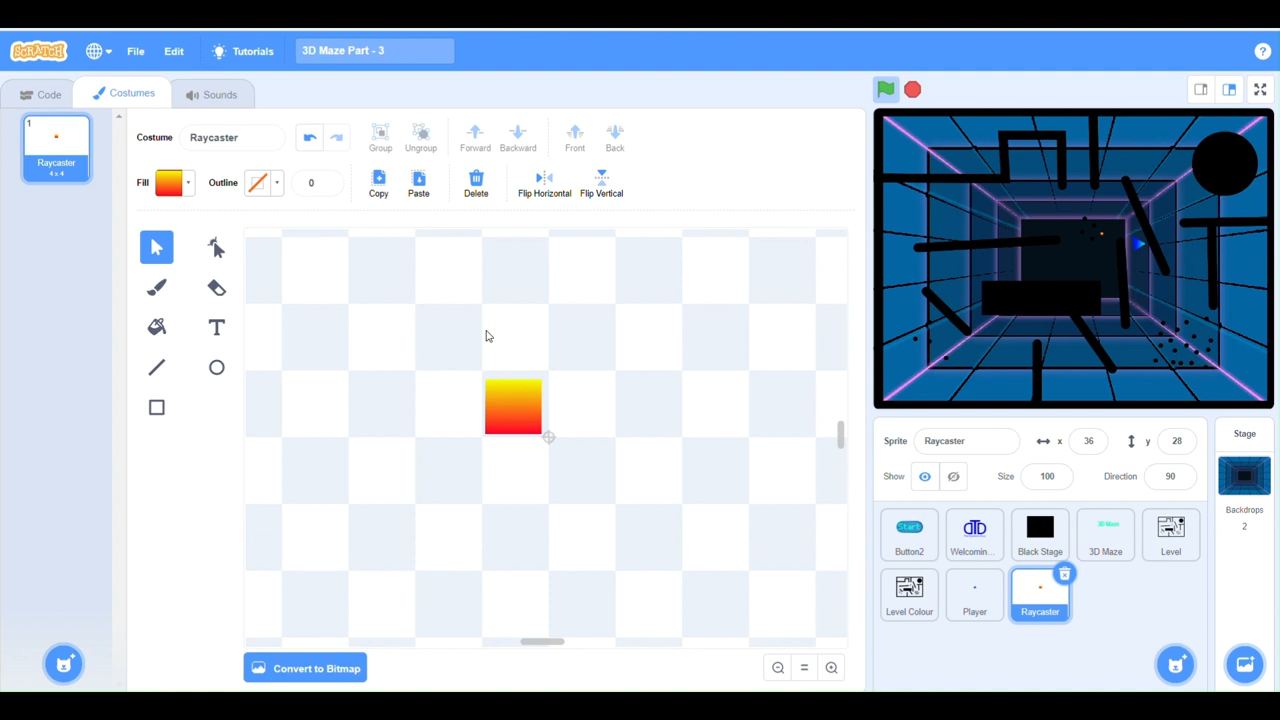 SCRATCH File Edit Tutorials 3D Maze Part - 3 ?
Code Costumes Sounds
1
Raycaster
4 x 4
Costume Raycaster Group Ungroup Forward Backward Front Back
Fill Outline 0 Copy Paste Delete Flip Horizontal Flip Vertical
T
Convert to Bitmap
Sprite Raycaster x 36 y 28
Show Size 100 Direction 90
Stage
Backdrops
2
Start
Button2 Welcomin... Black Stage 3D Maze Level
3D Maze
Level Colour Player Raycaster